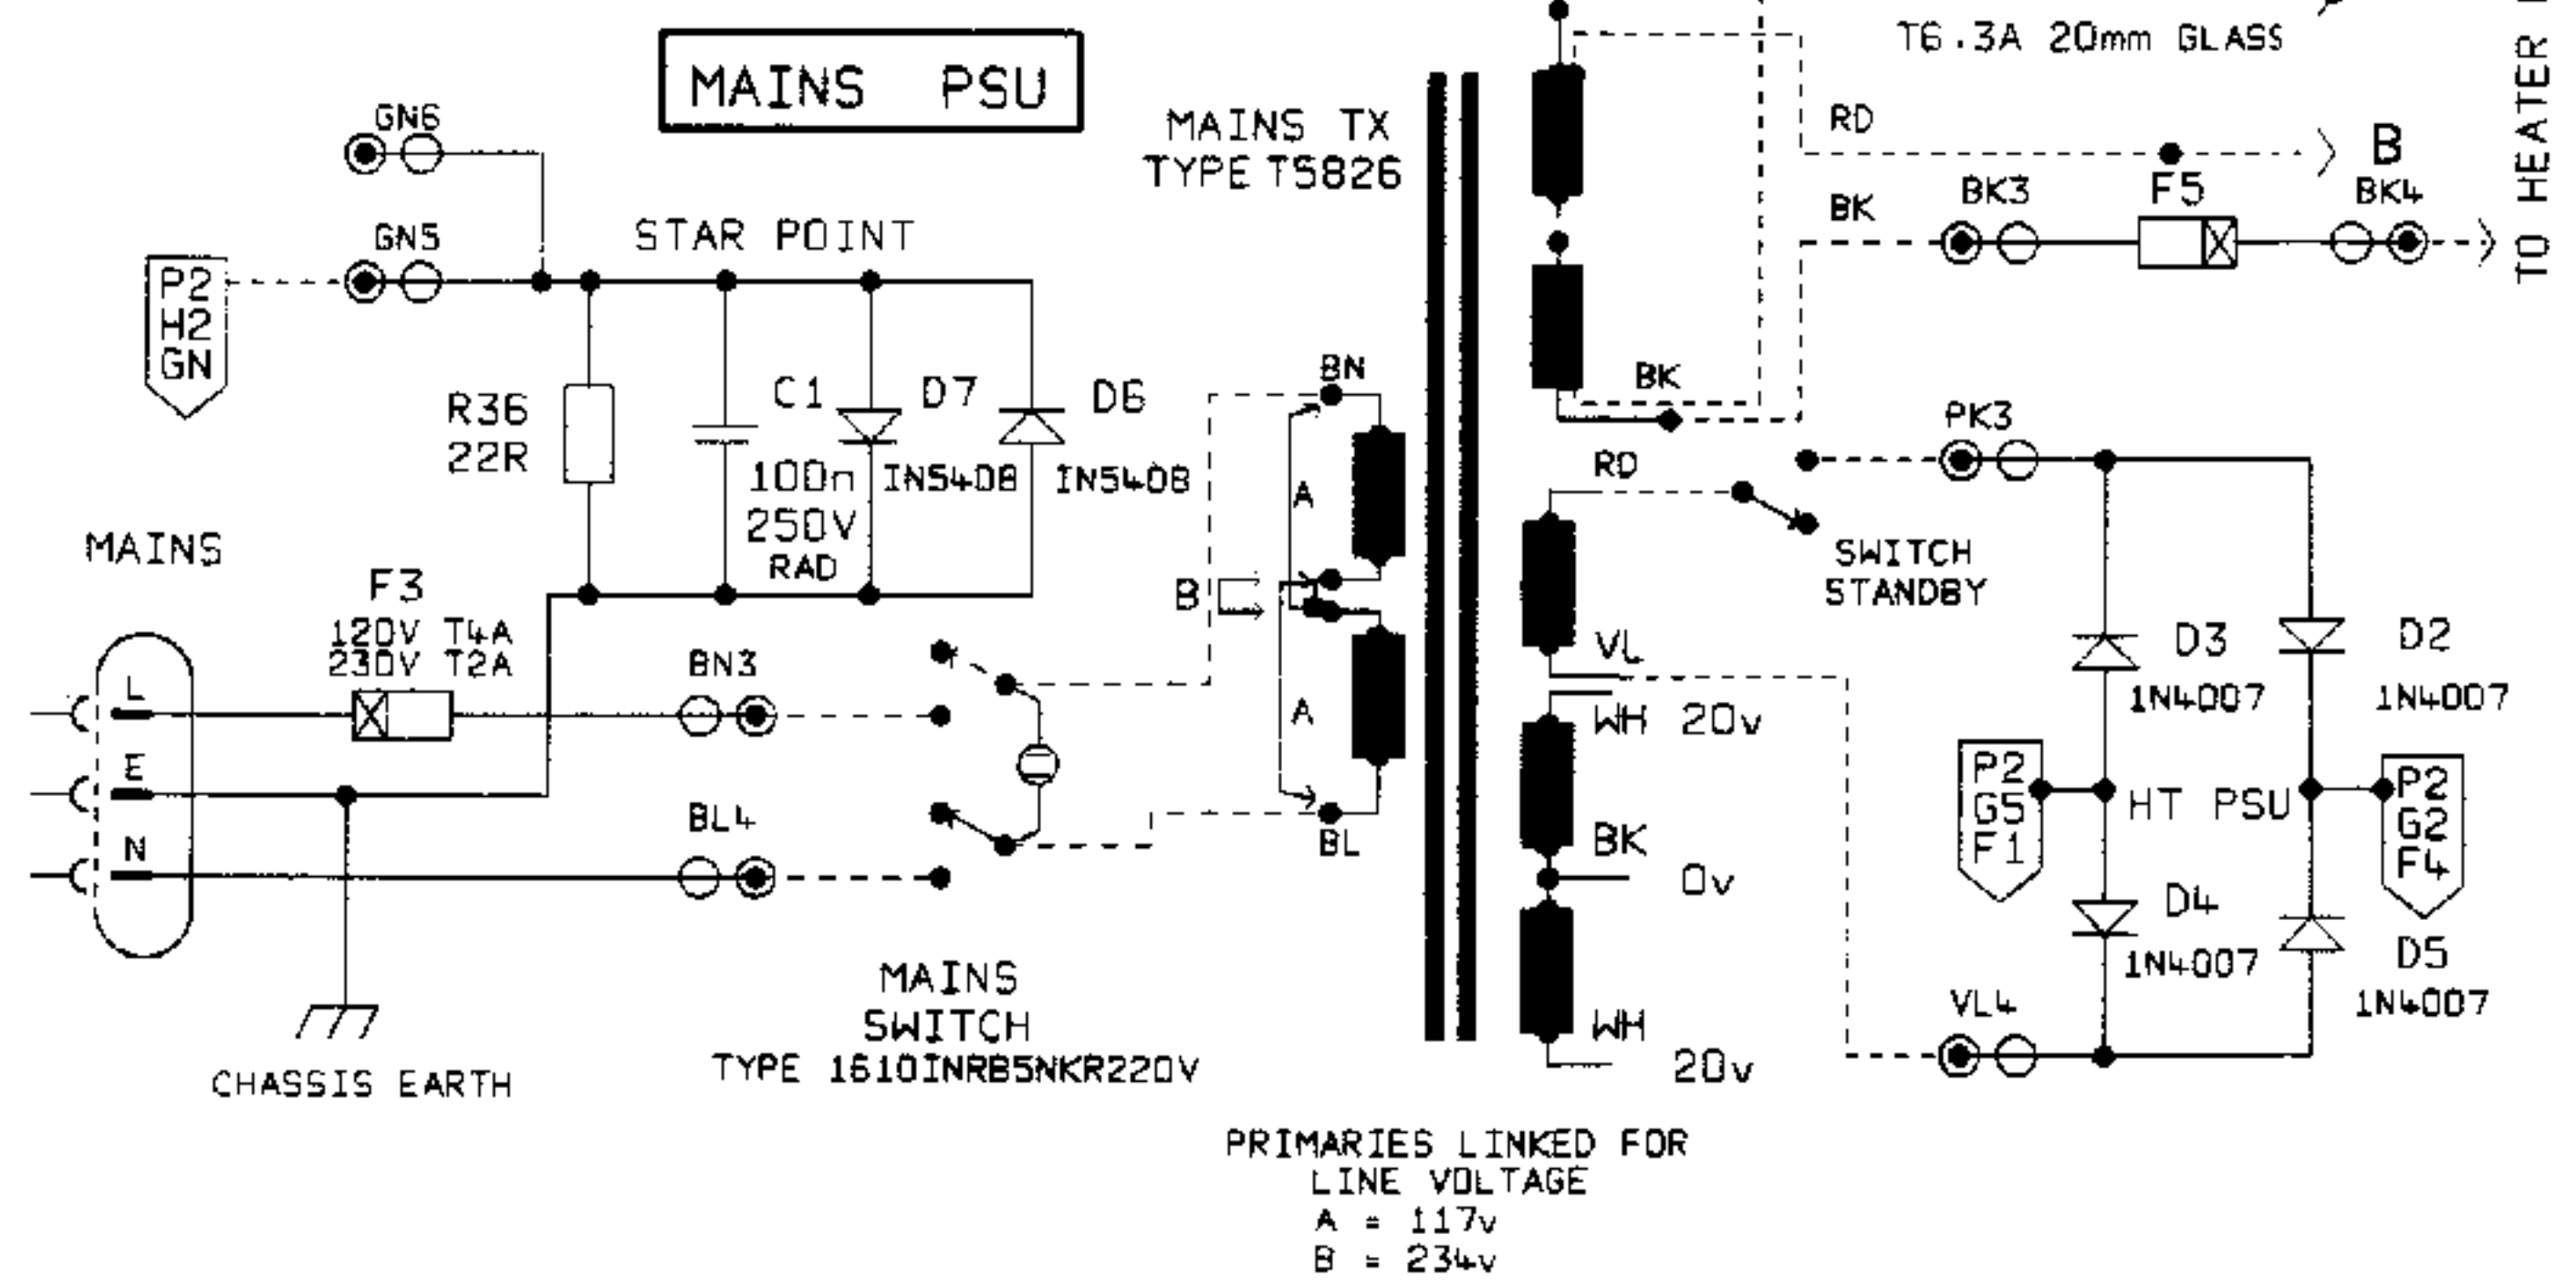 MAINS PSU
T6.3A 20mm GLASS
TO HEATER
GN6
MAINS TX
TYPE T5826
RD
B
BK3
F5
BK4
BK
GN5
STAR POINT
P2
H2
GN
R36
22R
C1
100n
250V
RAD
D7
IN5408
D6
IN5408
BN
BK
RD
PK3
A
B
A
SWITCH
STANDBY
MAINS
F3
120V T4A
230V T2A
BN3
L
E
N
BL4
BL
VL
WH 20v
BK
0v
WH
20v
D3
1N4007
D2
1N4007
P2
G5
F1
HT PSU
P2
G2
F4
D4
1N4007
D5
1N4007
VL4
CHASSIS EARTH
MAINS
SWITCH
TYPE 1610INRB5NKR220V
PRIMARIES LINKED FOR
LINE VOLTAGE
A = 117v
B = 234v